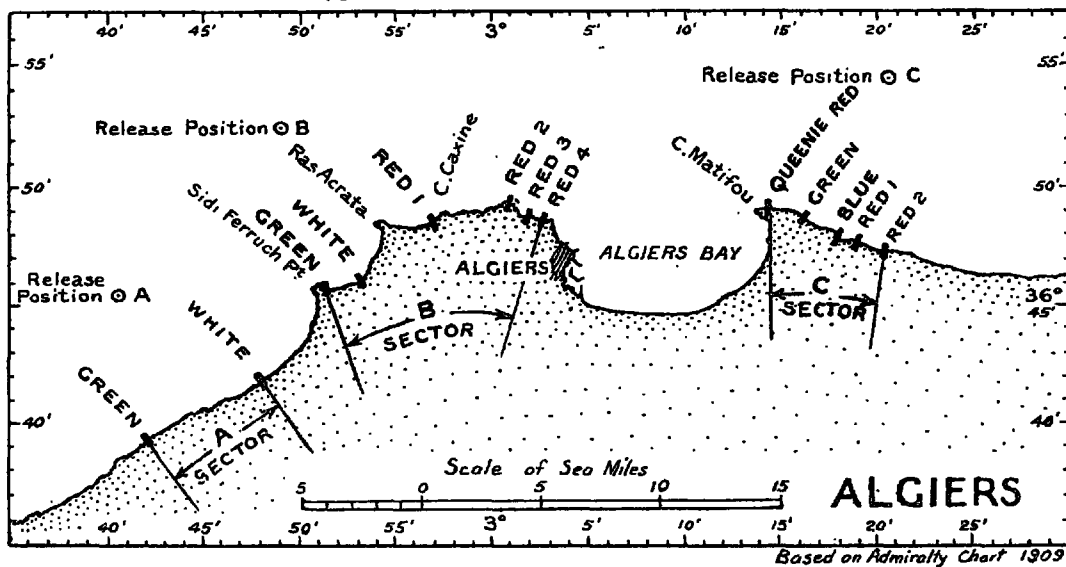 40' 45' 50' 55' 3° 5' 10' 15' 20' 25'
55' 55'
Release Position C
Release Position B
QUEENIE RED
GREEN
BLUE
RED 1
RED 2
C. Matifou
RED 2
RED 3
RED 4
C. Caxine
RED 1
Ras Acrata
WHITE
GREEN
Sidi Ferruch Pt.
50' 50'
ALGIERS
ALGIERS BAY
Release
Position A
36°
45'
B
SECTOR
C
SECTOR
WHITE
GREEN
A
SECTOR
40' 40'
Scale of Sea Miles
5 0 5 10 15
ALGIERS
40' 45' 50' 55' 3° 5' 10' 15' 20' 25'
Based on Admiralty Chart 1909